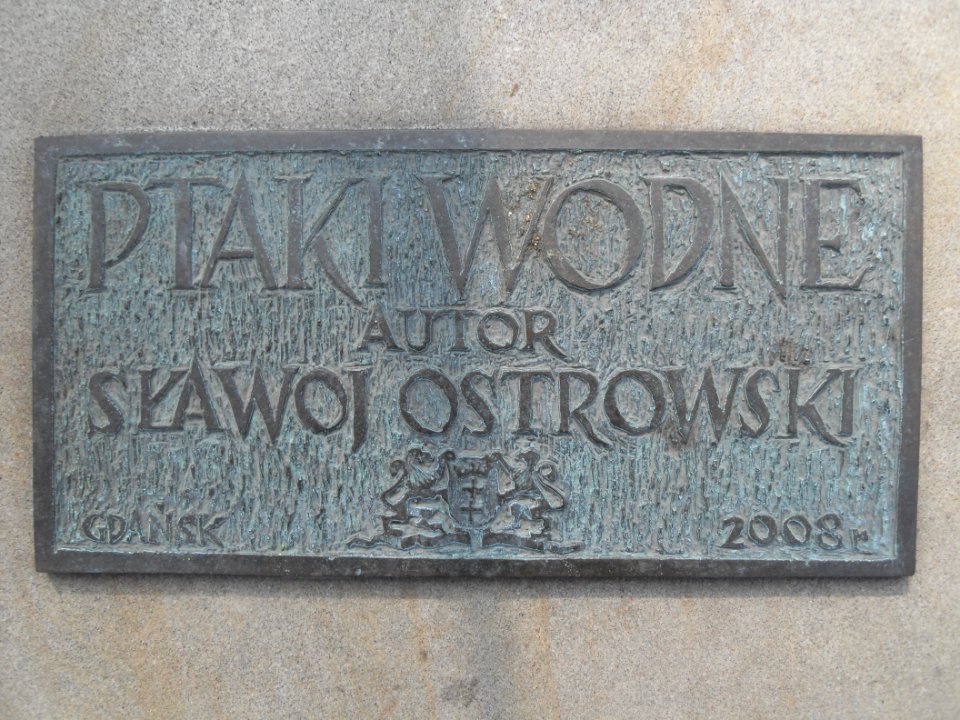 PTAKI WODNE
AUTOR
SŁAWOJ OSTROWSKI
GDAŃSK 2008 r.